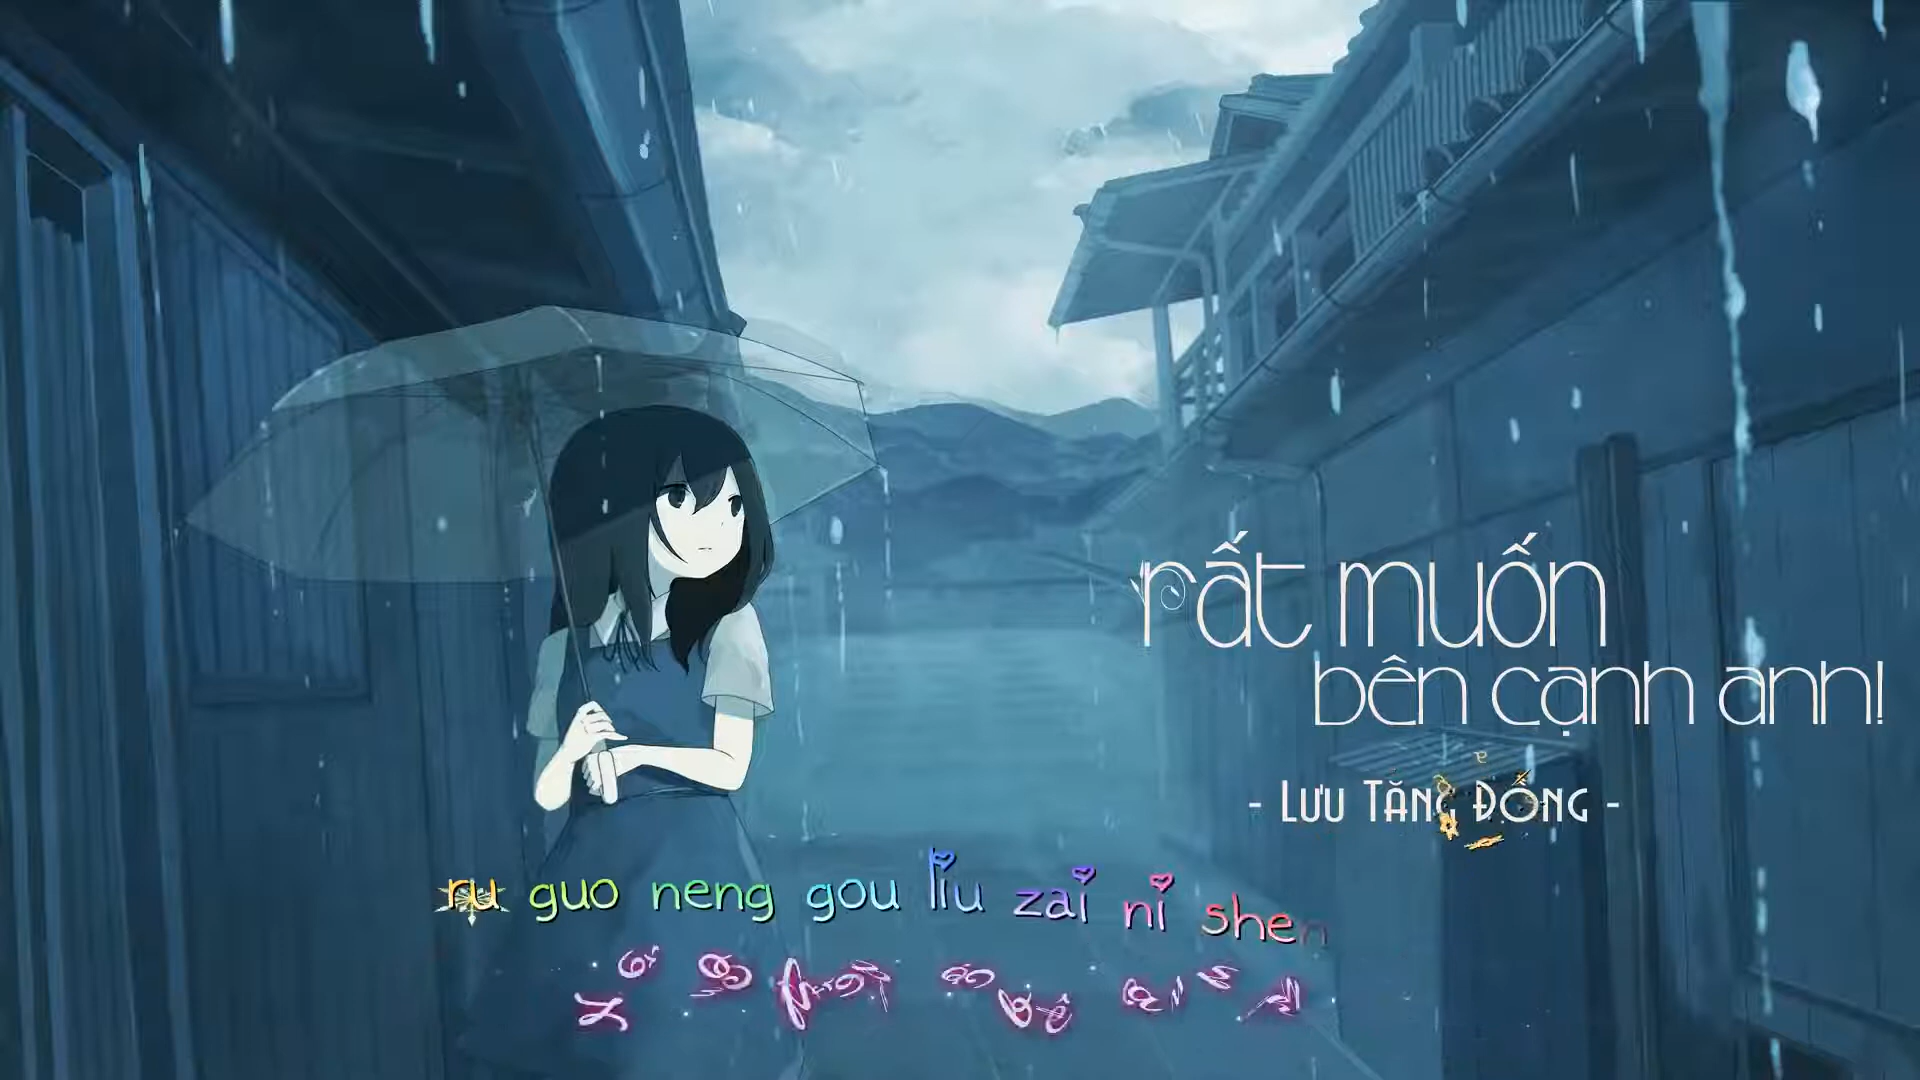 rất muốn
bên cạnh anh!
- Lưu Tăng Đồng -
ru guo neng gou liu zai ni shen